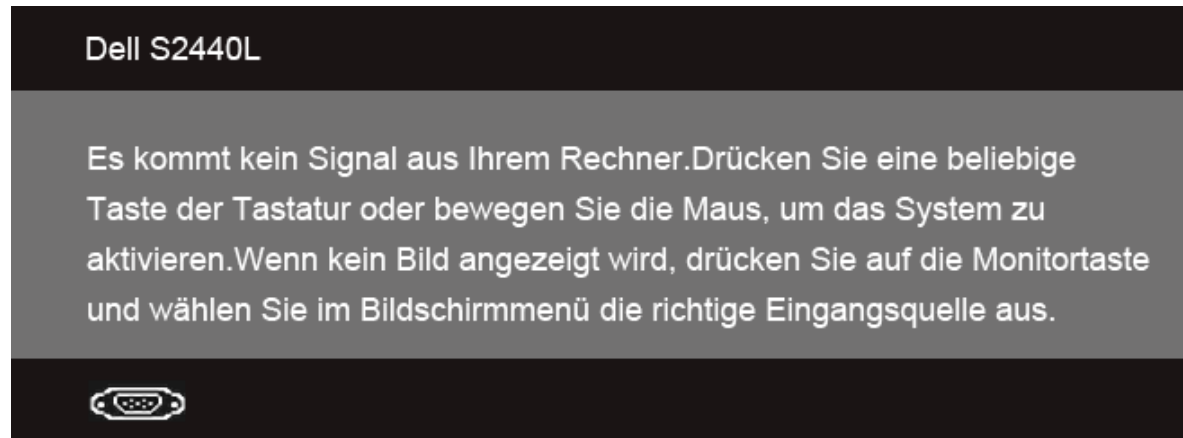 Dell S2440L
Es kommt kein Signal aus Ihrem Rechner.Drücken Sie eine beliebige
Taste der Tastatur oder bewegen Sie die Maus, um das System zu
aktivieren.Wenn kein Bild angezeigt wird, drücken Sie auf die Monitortaste
und wählen Sie im Bildschirmmenü die richtige Eingangsquelle aus.